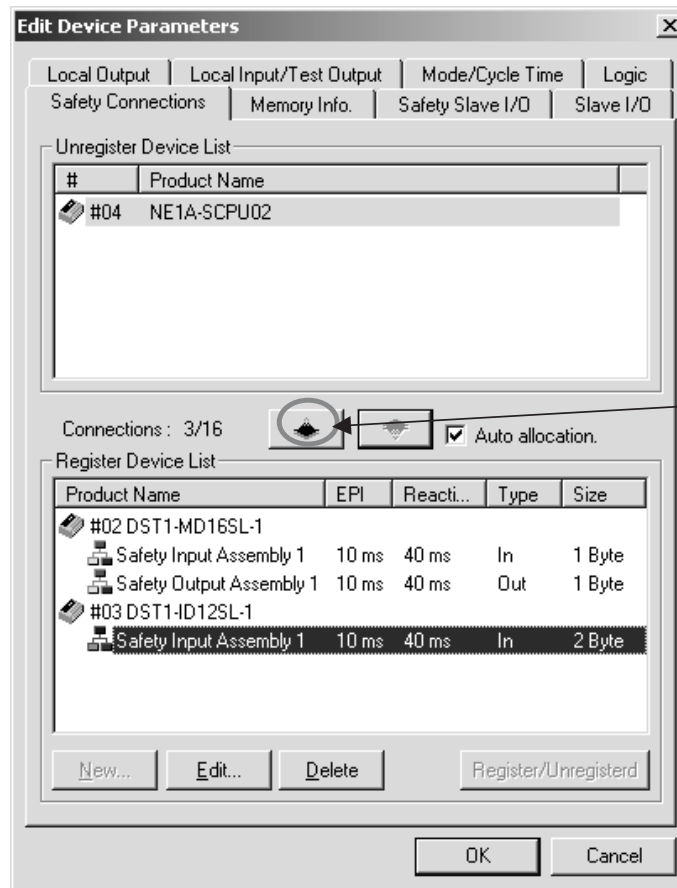 Edit Device Parameters
Local Output Local Input/Test Output Mode/Cycle Time Logic
Safety Connections Memory Info. Safety Slave I/O Slave I/O
Unregister Device List
# Product Name
#04 NE1A-SCPU02
Connections : 3/16 Auto allocation.
Register Device List
Product Name EPI Reacti... Type Size
#02 DST1-MD16SL-1
Safety Input Assembly 1 10 ms 40 ms In 1 Byte
Safety Output Assembly 1 10 ms 40 ms Out 1 Byte
#03 DST1-ID12SL-1
Safety Input Assembly 1 10 ms 40 ms In 2 Byte
New... Edit... Delete Register/Unregisterd
OK Cancel